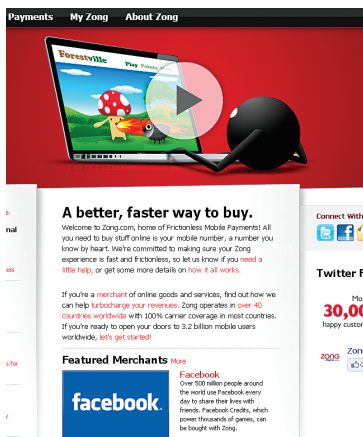 Payments My Zong About Zong
Forestville
Play
A better, faster way to buy.
Welcome to Zong.com, home of Frictionless Mobile Payments! All
you need to buy stuff online is your mobile number, a number you
know by heart. We're committed to making sure your Zong
experience is fast and frictionless, so let us know if you need a
little help, or get some more details on how it all works.
If you're a merchant of online goods and services, find out how we
can help turbocharge your revenues. Zong operates in over 40
countries worldwide with 100% carrier coverage in most countries.
If you're ready to open your doors to 3.2 billion mobile users
worldwide, let's get started!
Featured Merchants More
facebook
Facebook
Over 500 million people around
the world use Facebook every
day to share their lives with
friends. Facebook Credits, which
power thousands of games, can
be bought with Zong.
Connect With
Twitter F
Mo
30,00
happy custor
ZONG
Zon
nal
s for